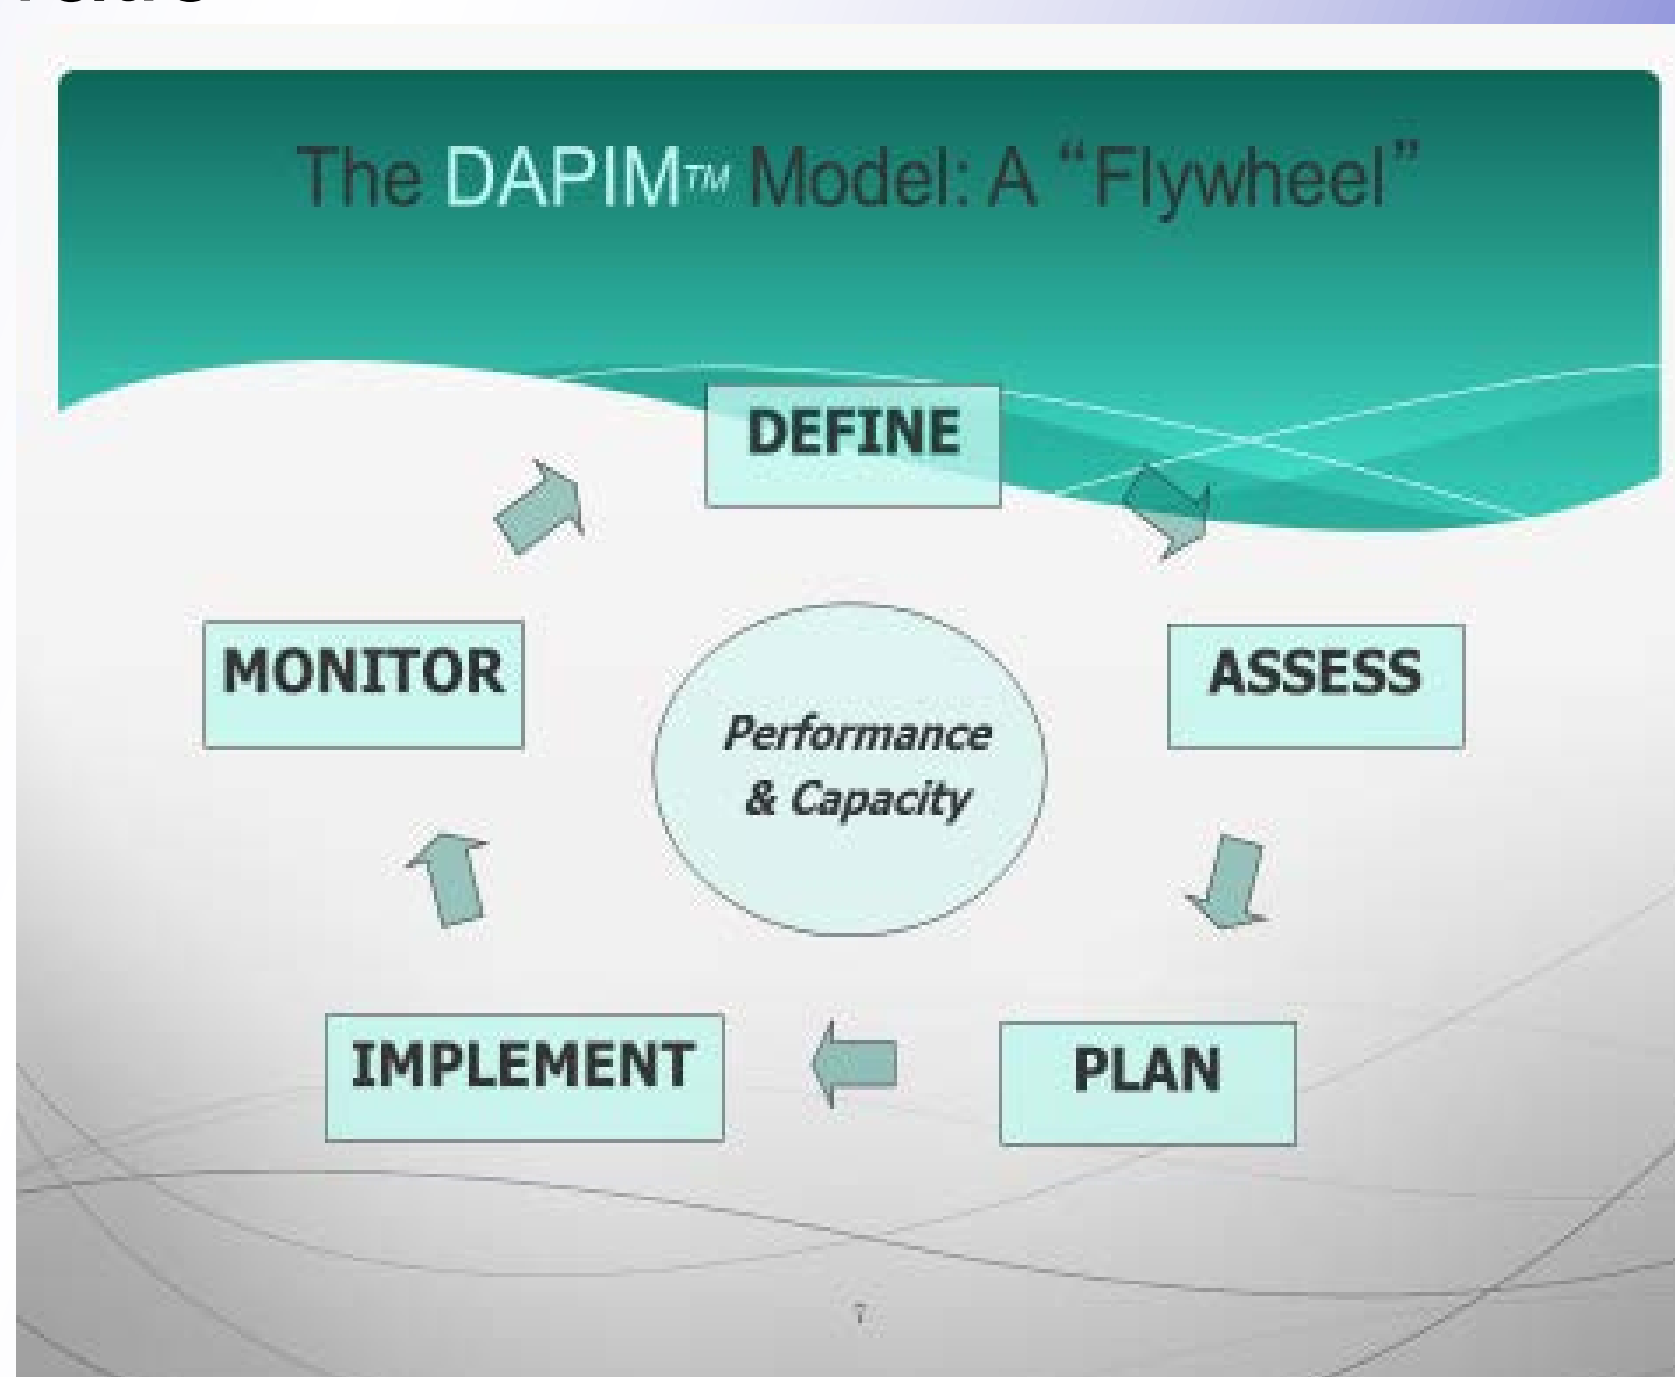 The DAPIM™ Model: A “Flywheel”
DEFINE
MONITOR
ASSESS
Performance
& Capacity
IMPLEMENT
PLAN
7